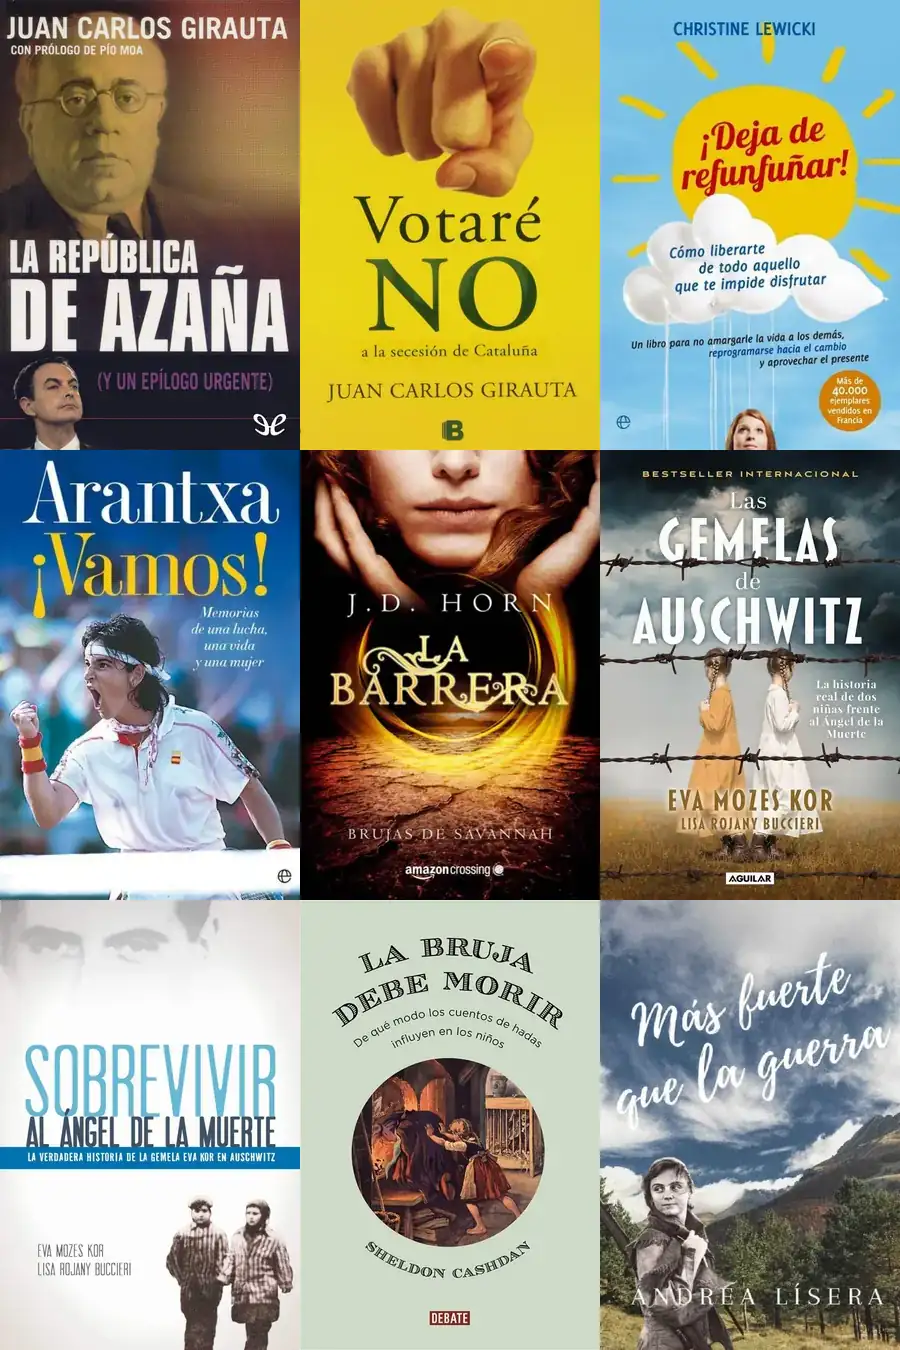 JUAN CARLOS GIRAUTA
CON PRÓLOGO DE PÍO MOA
LA REPÚBLICA
DE AZAÑA
(Y UN EPÍLOGO URGENTE)
Votaré
NO
a la secesión de Cataluña
JUAN CARLOS GIRAUTA
B
CHRISTINE LEWICKI
¡Deja de
refunfuñar!
Cómo liberarte
de todo aquello
que te impide disfrutar
Un libro para no amargarle la vida a los demás,
reprogramarse hacia el cambio
y aprovechar el presente
Más de
40.000
ejemplares
vendidos en
Francia
Arantxa
¡Vamos!
Memorias
de una lucha,
una vida
y una mujer
J.D. HORN
LA
BARRERA
BRUJAS DE SAVANNAH
amazoncrossing
BESTSELLER INTERNACIONAL
Las
GEMELAS
de
AUSCHWITZ
La historia
real de dos
niñas frente
al Ángel de la
Muerte
EVA MOZES KOR
LISA ROJANY BUCCIERI
AGUILAR
SOBREVIVIR
AL ÁNGEL DE LA MUERTE
LA VERDADERA HISTORIA DE LA GEMELA EVA KOR EN AUSCHWITZ
EVA MOZES KOR
LISA ROJANY BUCCIERI
LA BRUJA
DEBE MORIR
De qué modo los cuentos de hadas
influyen en los niños
SHELDON CASHDAN
DEBATE
Más fuerte
que la guerra
ANDREA LÍSERA